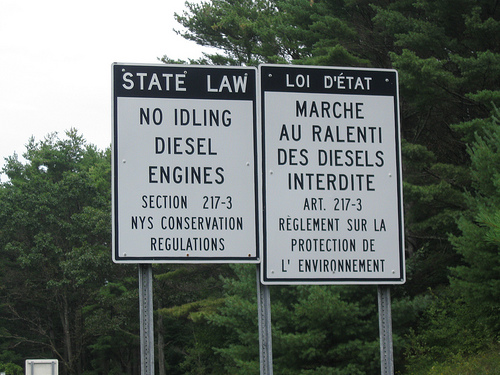 STATE LAW
NO IDLING
DIESEL
ENGINES
SECTION 217-3
NYS CONSERVATION
REGULATIONS
LOI D'ÉTAT
MARCHE
AU RALENTI
DES DIESELS
INTERDITE
ART. 217-3
RÈGLEMENT SUR LA
PROTECTION DE
L' ENVIRONNEMENT